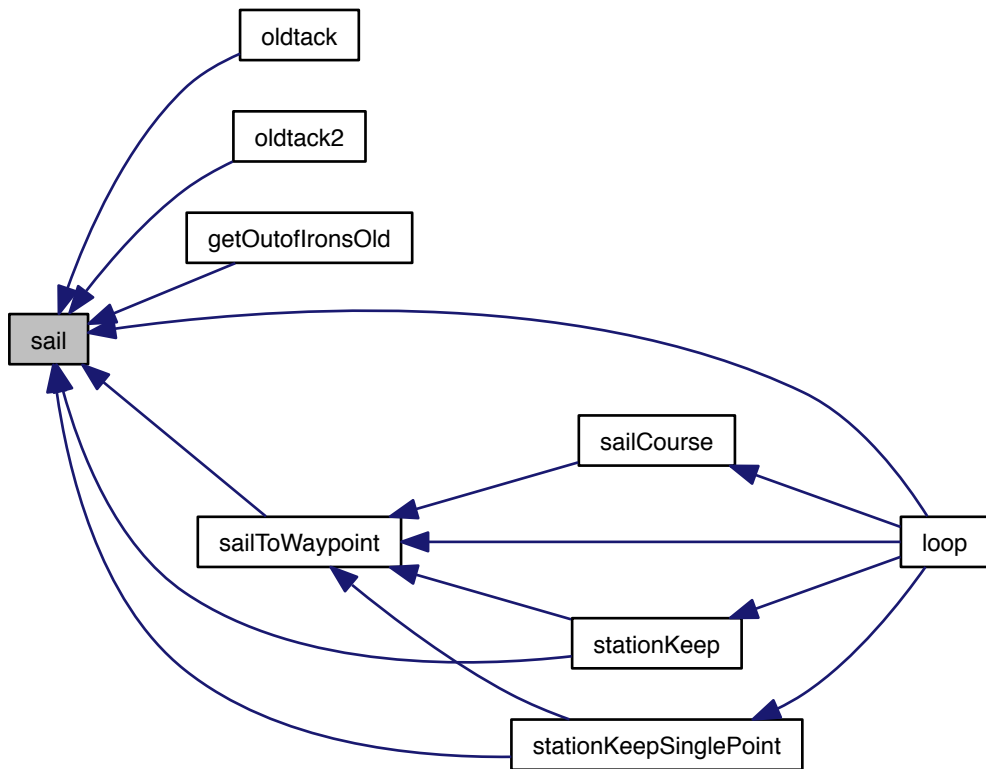 oldtack
oldtack2
getOutofIronsOld
sail
sailCourse
sailToWaypoint
loop
stationKeep
stationKeepSinglePoint